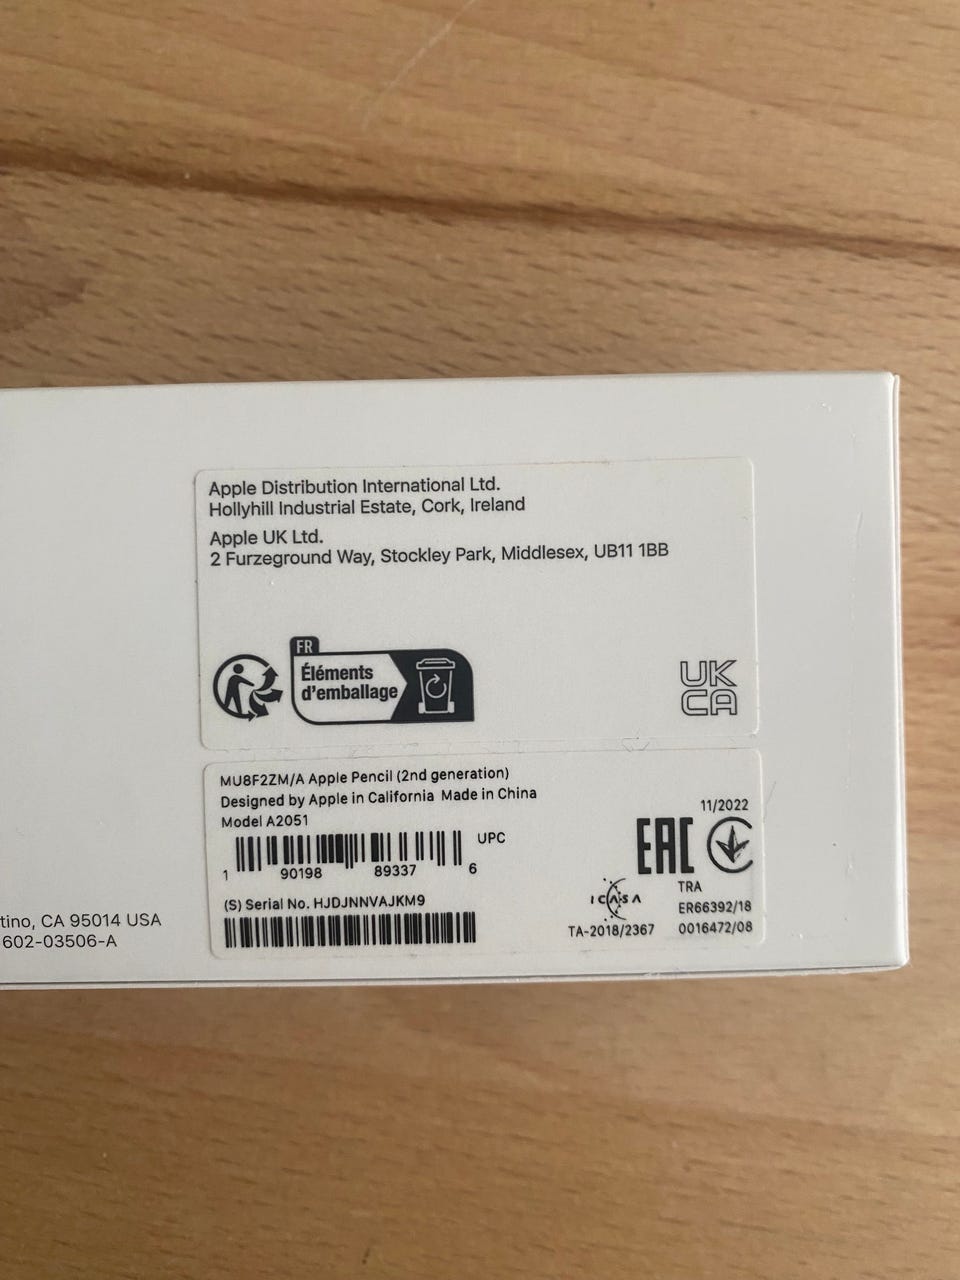 Apple Distribution International Ltd.
Hollyhill Industrial Estate, Cork, Ireland
Apple UK Ltd.
2 Furzeground Way, Stockley Park, Middlesex, UB11 1BB
FR
Éléments
d'emballage
UK
CA
MU8F2ZM/A Apple Pencil (2nd generation)
Designed by Apple in California Made in China
Model A2051
UPC
1 90198 89337 6
(S) Serial No. HJDJNNVAJKM9
11/2022
EAC
ICASA
TA-2018/2367
TRA
ER66392/18
0016472/08
tino, CA 95014 USA
602-03506-A